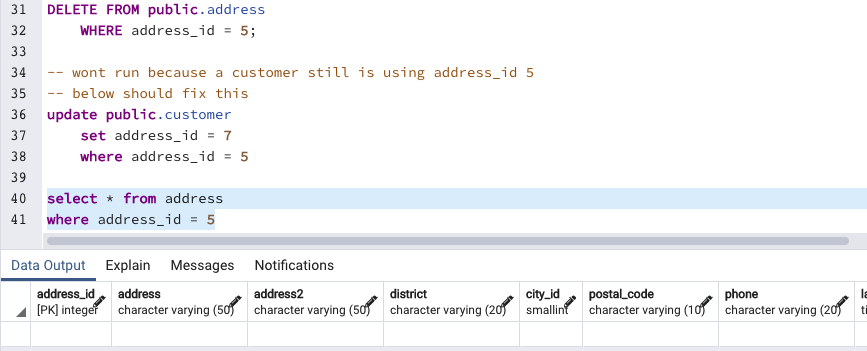 31 DELETE FROM public.address
32 WHERE address_id = 5;
33
34 -- wont run because a customer still is using address_id 5
35 -- below should fix this
36 update public.customer
37 set address_id = 7
38 where address_id = 5
39
40 select * from address
41 where address_id = 5
Data Output Explain Messages Notifications
address_id address address2 district city_id postal_code phone la
[PK] integer character varying (50) character varying (50) character varying (20) smallint character varying (10) character varying (20) ti